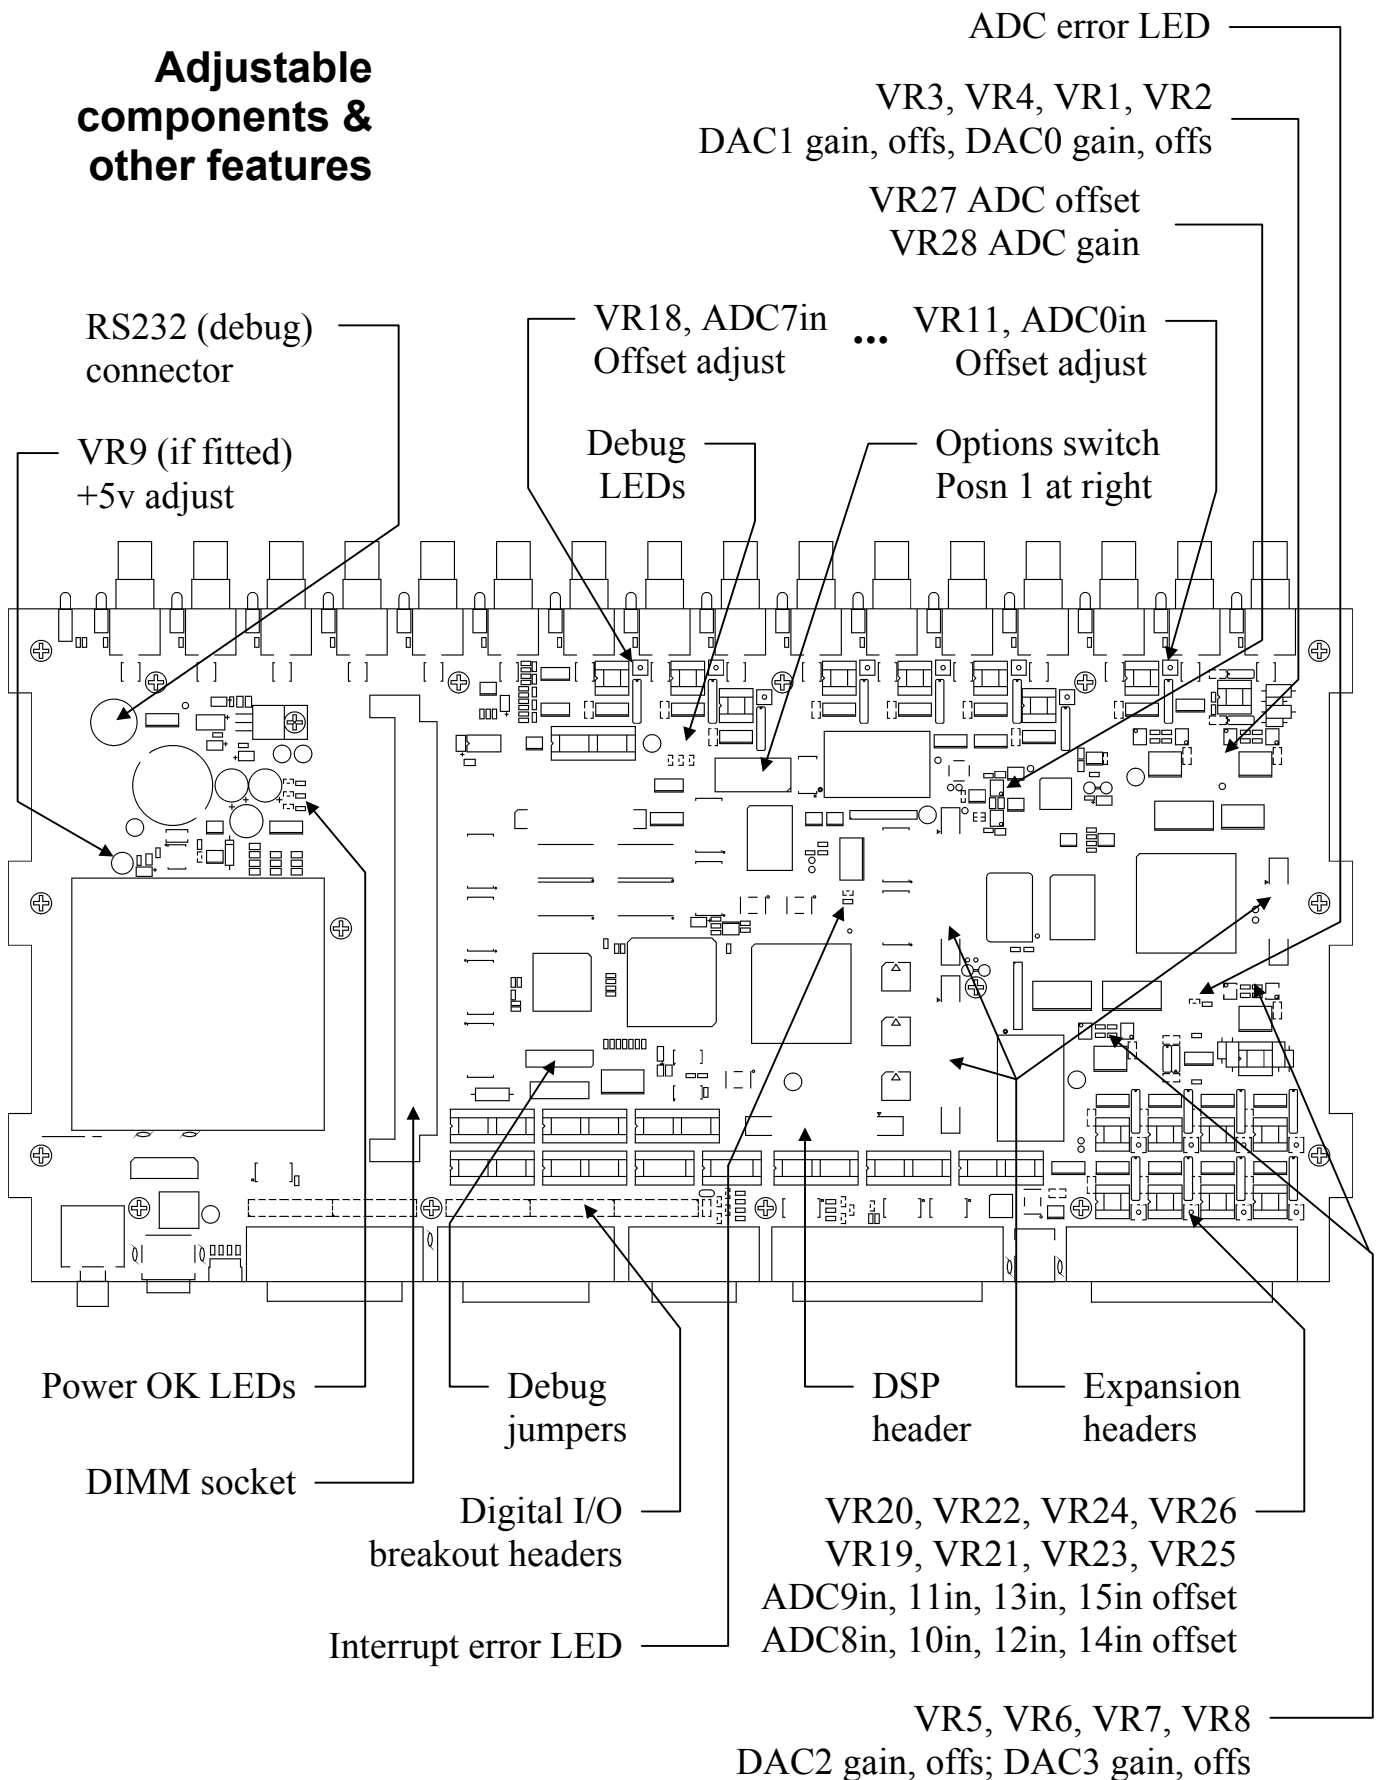 Adjustable
components &
other features
ADC error LED
VR3, VR4, VR1, VR2
DAC1 gain, offs, DAC0 gain, offs
VR27 ADC offset
VR28 ADC gain
RS232 (debug)
connector
VR18, ADC7in
Offset adjust
...
VR11, ADC0in
Offset adjust
VR9 (if fitted)
+5v adjust
Debug
LEDs
Options switch
Posn 1 at right
Power OK LEDs
Debug
jumpers
DSP
header
Expansion
headers
DIMM socket
Digital I/O
breakout headers
VR20, VR22, VR24, VR26
VR19, VR21, VR23, VR25
ADC9in, 11in, 13in, 15in offset
ADC8in, 10in, 12in, 14in offset
Interrupt error LED
VR5, VR6, VR7, VR8
DAC2 gain, offs; DAC3 gain, offs